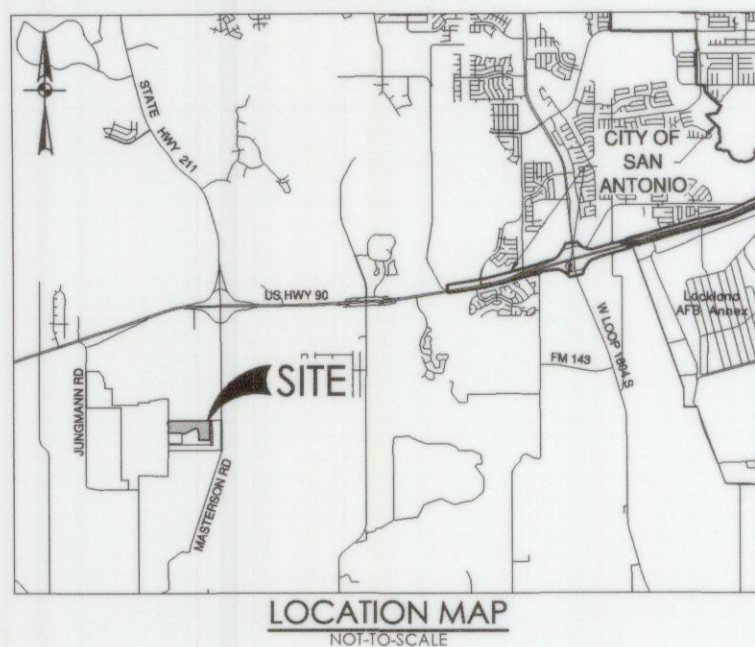 STATE HWY 211
CITY OF
SAN
ANTONIO
US HWY 90
Lackland
AFB Annex
W LOOP 1604 S
FM 143
SITE
JUNGMANN RD
MASTERSON RD
LOCATION MAP
NOT-TO-SCALE